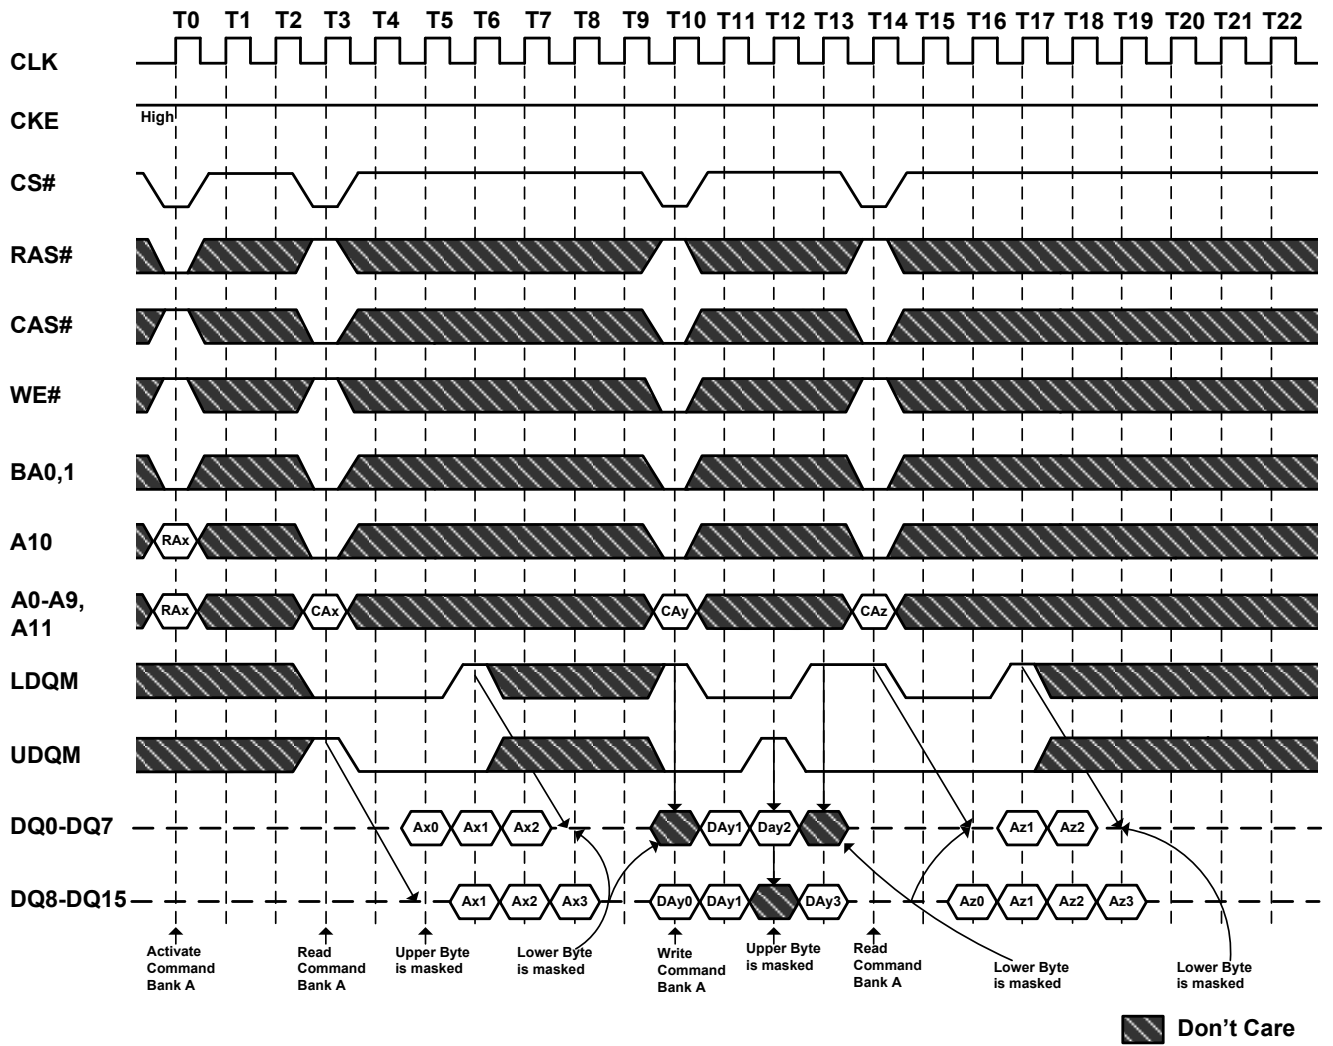 T0 T1 T2 T3 T4 T5 T6 T7 T8 T9 T10 T11 T12 T13 T14 T15 T16 T17 T18 T19 T20 T21 T22
CLK
CKE High
CS#
RAS#
CAS#
WE#
BA0,1
A10 RAx
A0-A9,
A11 RAx CAx CAy CAz
LDQM
UDQM
DQ0-DQ7 Ax0 Ax1 Ax2 DAy1 Day2 Az1 Az2
DQ8-DQ15 Ax1 Ax2 Ax3 DAy0 DAy1 DAy3 Az0 Az1 Az2 Az3
Activate
Command
Bank A
Read
Command
Bank A
Upper Byte
is masked
Lower Byte
is masked
Write
Command
Bank A
Upper Byte
is masked
Read
Command
Bank A
Lower Byte
is masked
Lower Byte
is masked
Don't Care